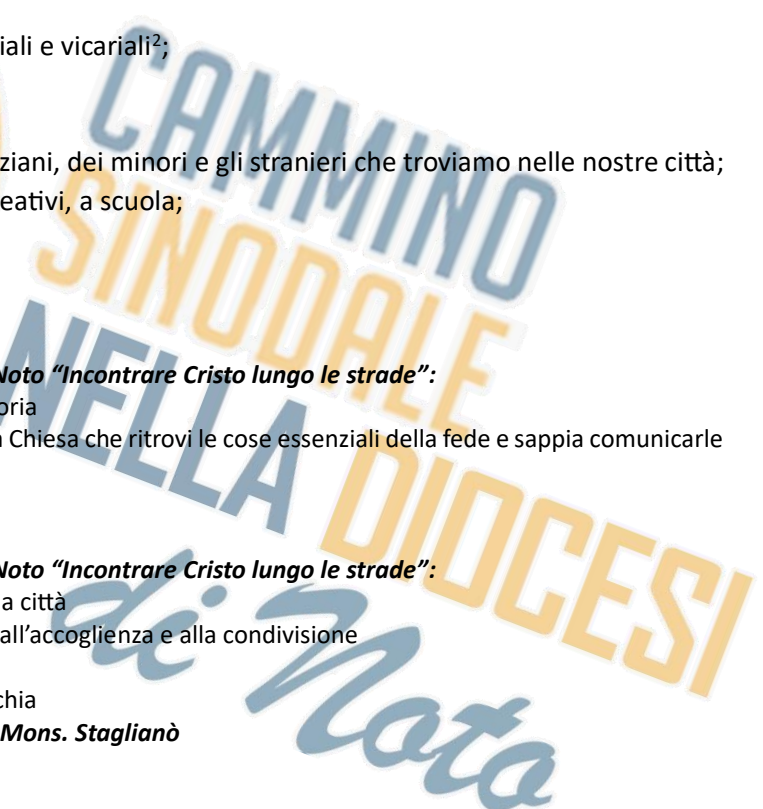 iali e vicariali²;
ziani, dei minori e gli stranieri che troviamo nelle nostre città;
eativi, a scuola;
Noto “Incontrare Cristo lungo le strade”:
oria
a Chiesa che ritrovi le cose essenziali della fede e sappia comunicarle
Noto “Incontrare Cristo lungo le strade”:
a città
all’accoglienza e alla condivisione
chia
Mons. Staglianò
CAMMINO
SINODALE
NELLA DIOCESI
di Noto